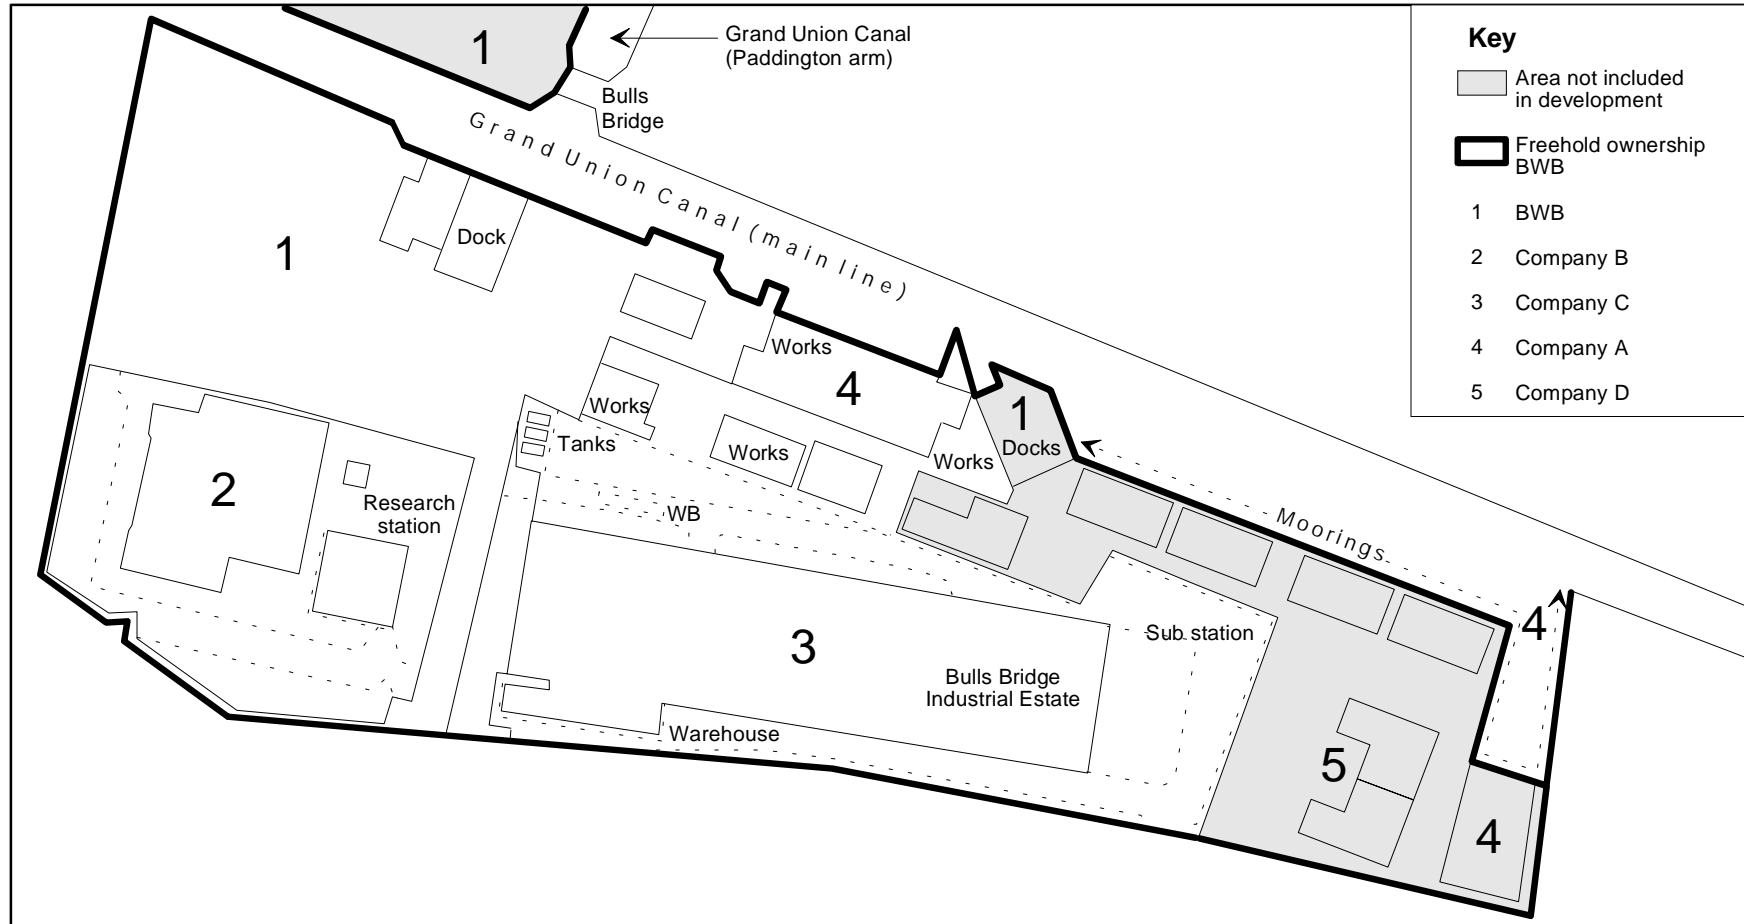 1
Grand Union Canal
(Paddington arm)
Bulls
Bridge
Grand Union Canal (main line)
Key
Area not included
in development
Freehold ownership
BWB
1 BWB
2 Company B
3 Company C
4 Company A
5 Company D
1
Dock
Works
4
Works
1
Docks
Tanks
Works
Works
2
Research
station
WB
Moorings
3
Sub station
4
Bulls Bridge
Industrial Estate
Warehouse
5
4